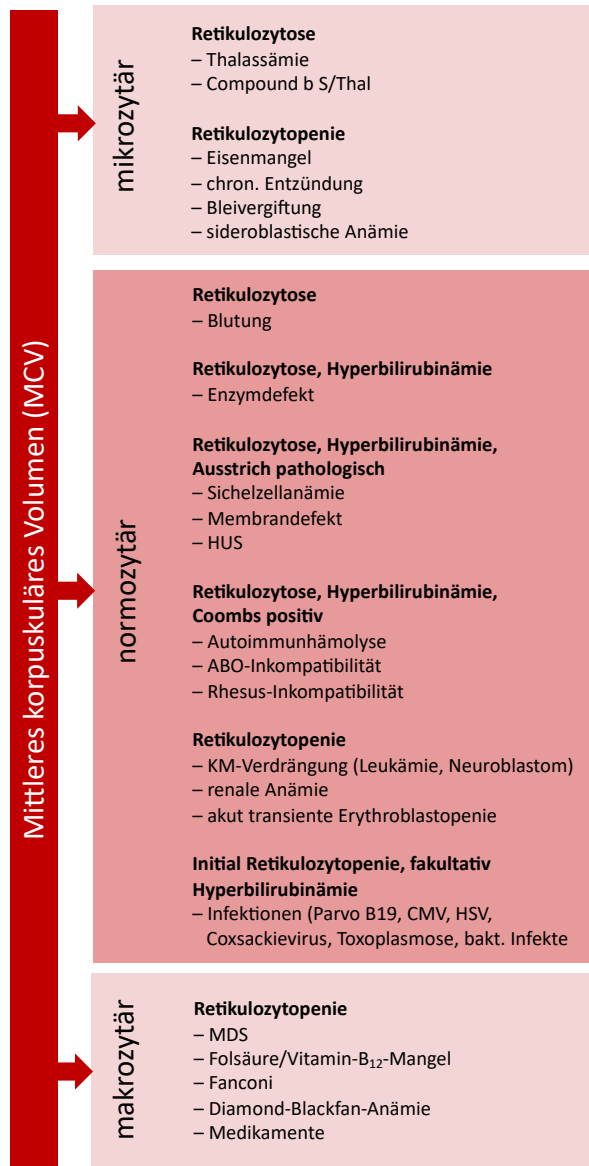 Mittleres korpuskuläres Volumen (MCV)
mikrozytär
Retikulozytose
– Thalassämie
– Compound b S/Thal
Retikulozytopenie
– Eisenmangel
– chron. Entzündung
– Bleivergiftung
– sideroblastische Anämie
normozytär
Retikulozytose
– Blutung
Retikulozytose, Hyperbilirubinämie
– Enzymdefekt
Retikulozytose, Hyperbilirubinämie,
Ausstrich pathologisch
– Sichelzellanämie
– Membrandefekt
– HUS
Retikulozytose, Hyperbilirubinämie,
Coombs positiv
– Autoimmunhämolyse
– ABO-Inkompatibilität
– Rhesus-Inkompatibilität
Retikulozytopenie
– KM-Verdrängung (Leukämie, Neuroblastom)
– renale Anämie
– akut transiente Erythroblastopenie
Initial Retikulozytopenie, fakultativ
Hyperbilirubinämie
– Infektionen (Parvo B19, CMV, HSV,
Coxsackievirus, Toxoplasmose, bakt. Infekte
makrozytär
Retikulozytopenie
– MDS
– Folsäure/Vitamin-B₁₂-Mangel
– Fanconi
– Diamond-Blackfan-Anämie
– Medikamente